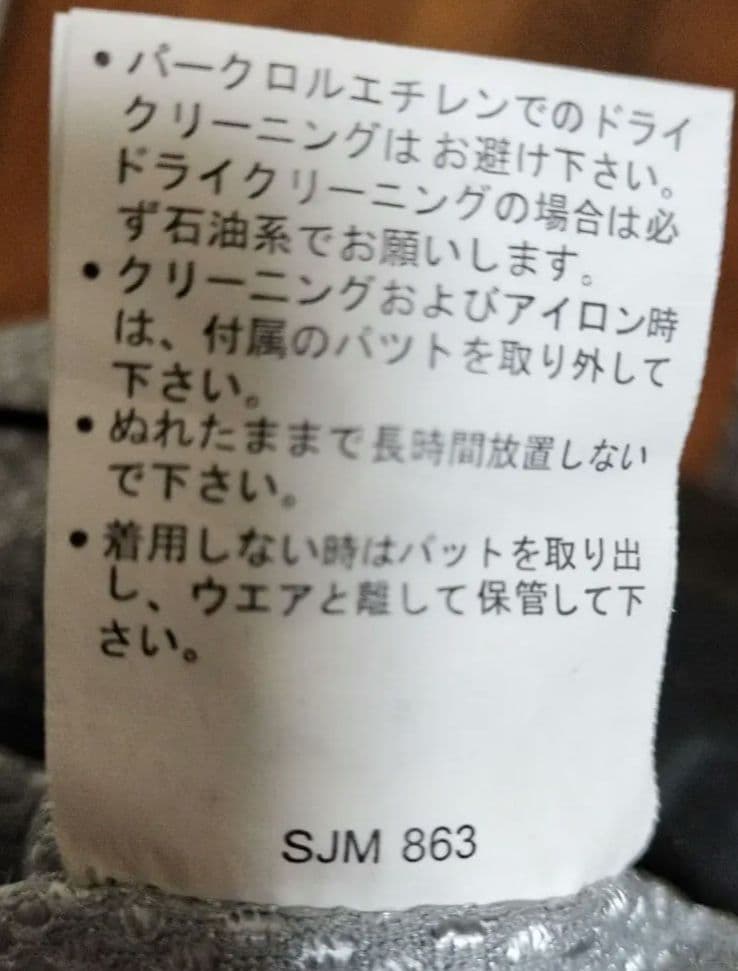 • パークロルエチレンでのドライ
クリーニングは お避け下さい。
ドライクリーニングの場合は必
ず石油系でお願いします。
• クリーニングおよびアイロン時
は、付属のパットを取り外して
下さい。
• ぬれたままで長時間放置しない
で下さい。
• 着用しない時はパットを取り出
し、ウエアと離して保管して下
さい。
SJM 863